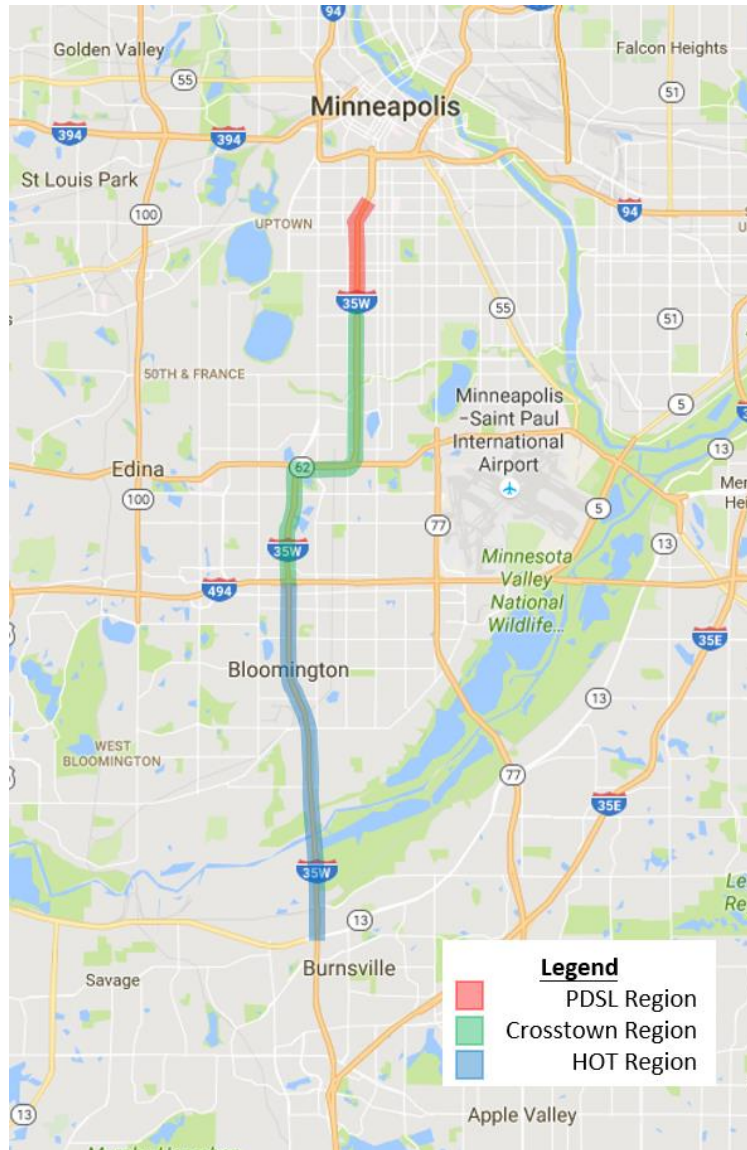 94
35W
Golden Valley
Falcon Heights
55
51
Minneapolis
394
394
St Louis Park
94
100
UPTOWN
35W
55
51
50TH & FRANCE
Minneapolis
–Saint Paul
International
Airport
5
13
Edina
62
100
77
5
13
35W
Minnesota
Valley
National
Wildlife...
494
35E
Bloomington
13
WEST
BLOOMINGTON
77
35E
35W
13
Burnsville
Savage
Legend
PDSL Region
Crosstown Region
HOT Region
13
Apple Valley